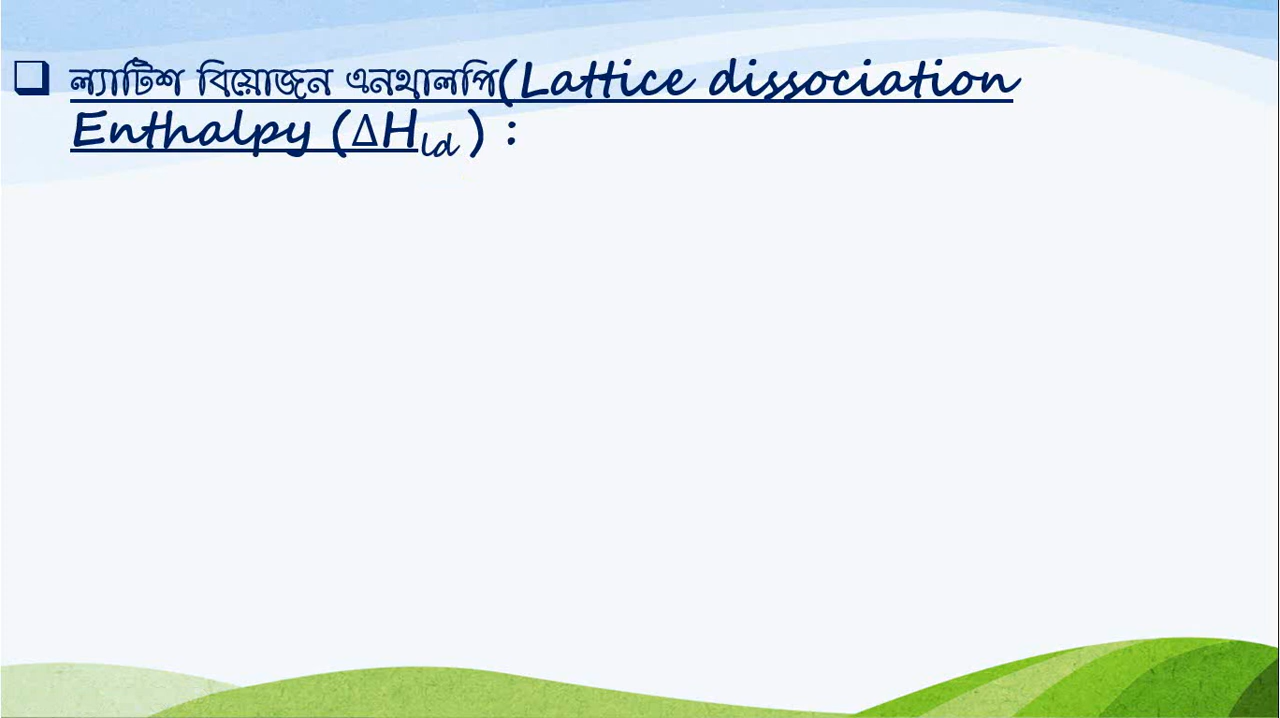 ❑ ল্যাটিশ বিয়োজন এনথালপি(Lattice dissociation
Enthalpy (ΔHld ) :